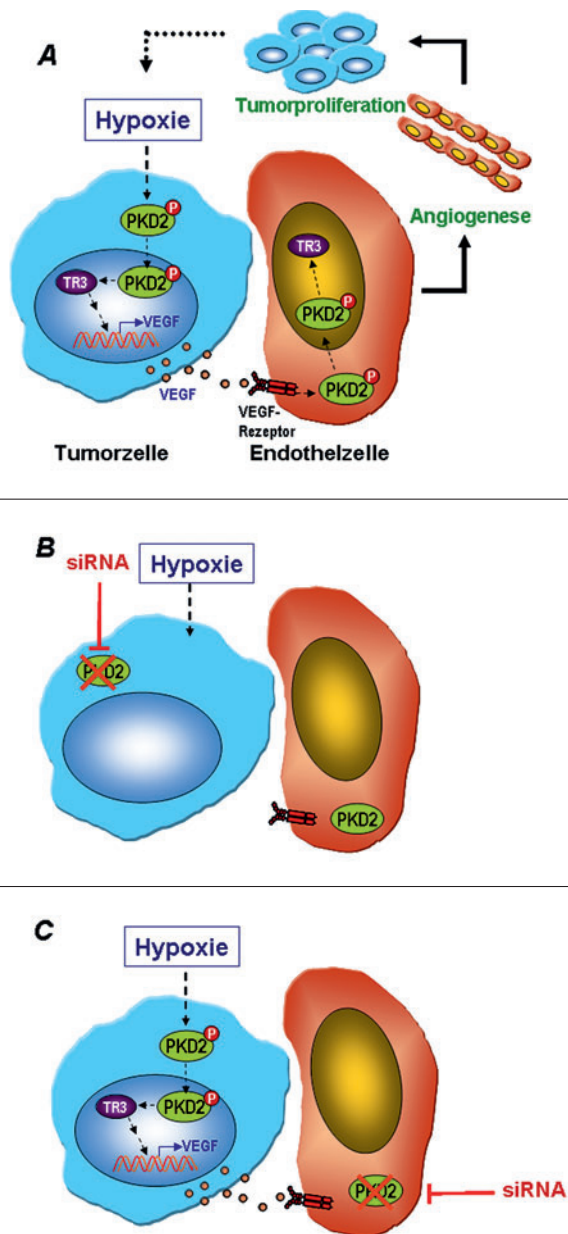 A
Tumorproliferation
Hypoxie
Angiogenese
P
PKD2
P
TR3
PKD2
VEGF
TR3
P
PKD2
P
PKD2
VEGF
VEGF-
Rezeptor
Tumorzelle
Endothelzelle
B
siRNA
Hypoxie
PKD2
PKD2
C
Hypoxie
P
PKD2
P
TR3
PKD2
VEGF
PKD2
siRNA